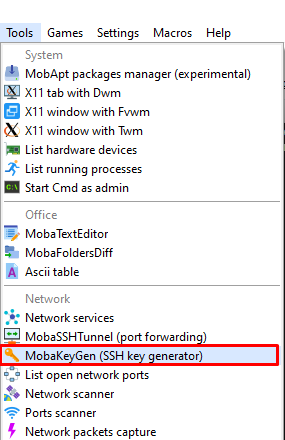 Tools Games Settings Macros Help
System
MobApt packages manager (experimental)
X11 tab with Dwm
X11 window with Fvwm
X11 window with Twm
List hardware devices
List running processes
Start Cmd as admin
Office
MobaTextEditor
MobaFoldersDiff
Ascii table
Network
Network services
MobaSSHTunnel (port forwarding)
MobaKeyGen (SSH key generator)
List open network ports
Network scanner
Ports scanner
Network packets capture